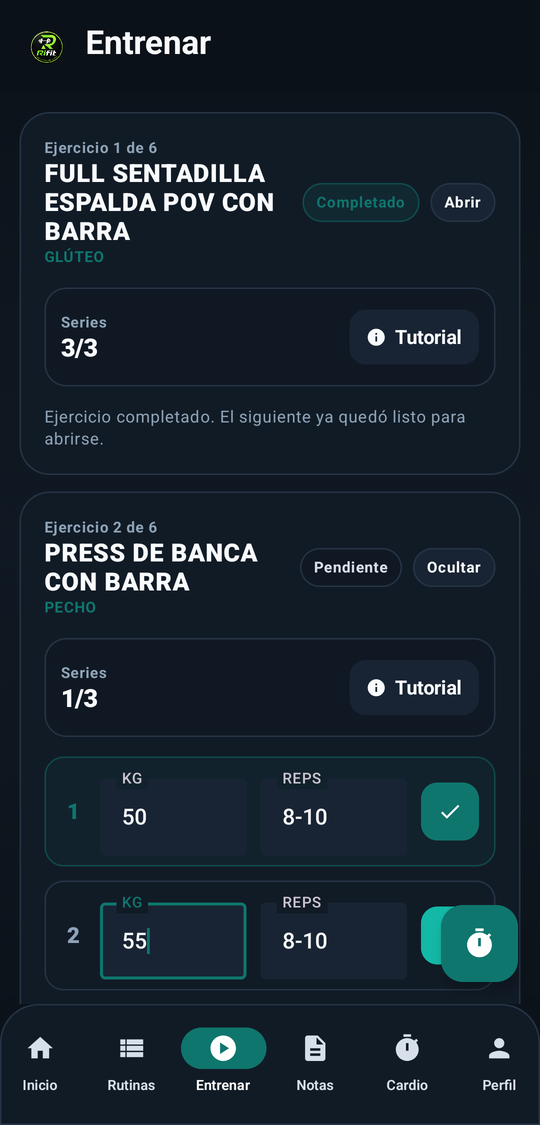 Rifit
Entrenar
Ejercicio 1 de 6
FULL SENTADILLA
ESPALDA POV CON
BARRA
GLÚTEO
Completado
Abrir
Series
3/3
Tutorial
Ejercicio completado. El siguiente ya quedó listo para
abrirse.
Ejercicio 2 de 6
PRESS DE BANCA
CON BARRA
PECHO
Pendiente
Ocultar
Series
1/3
Tutorial
1
KG
50
REPS
8-10
2
KG
55
REPS
8-10
Inicio
Rutinas
Entrenar
Notas
Cardio
Perfil